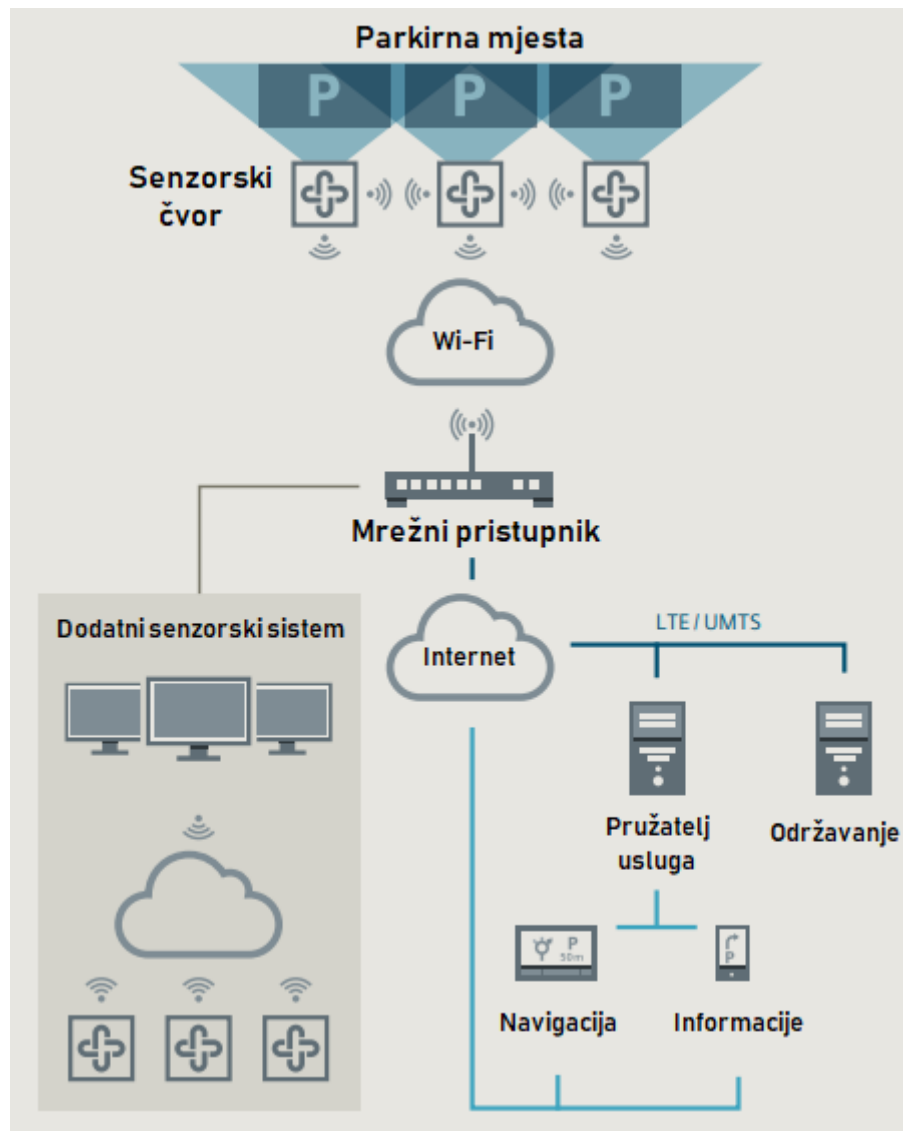 Parkirna mjesta
P P P
Senzorski
čvor
Wi-Fi
Mrežni pristupnik
Dodatni senzorski sistem
Internet
LTE / UMTS
Pružatelj
usluga
Održavanje
P
50m
P
Navigacija
Informacije